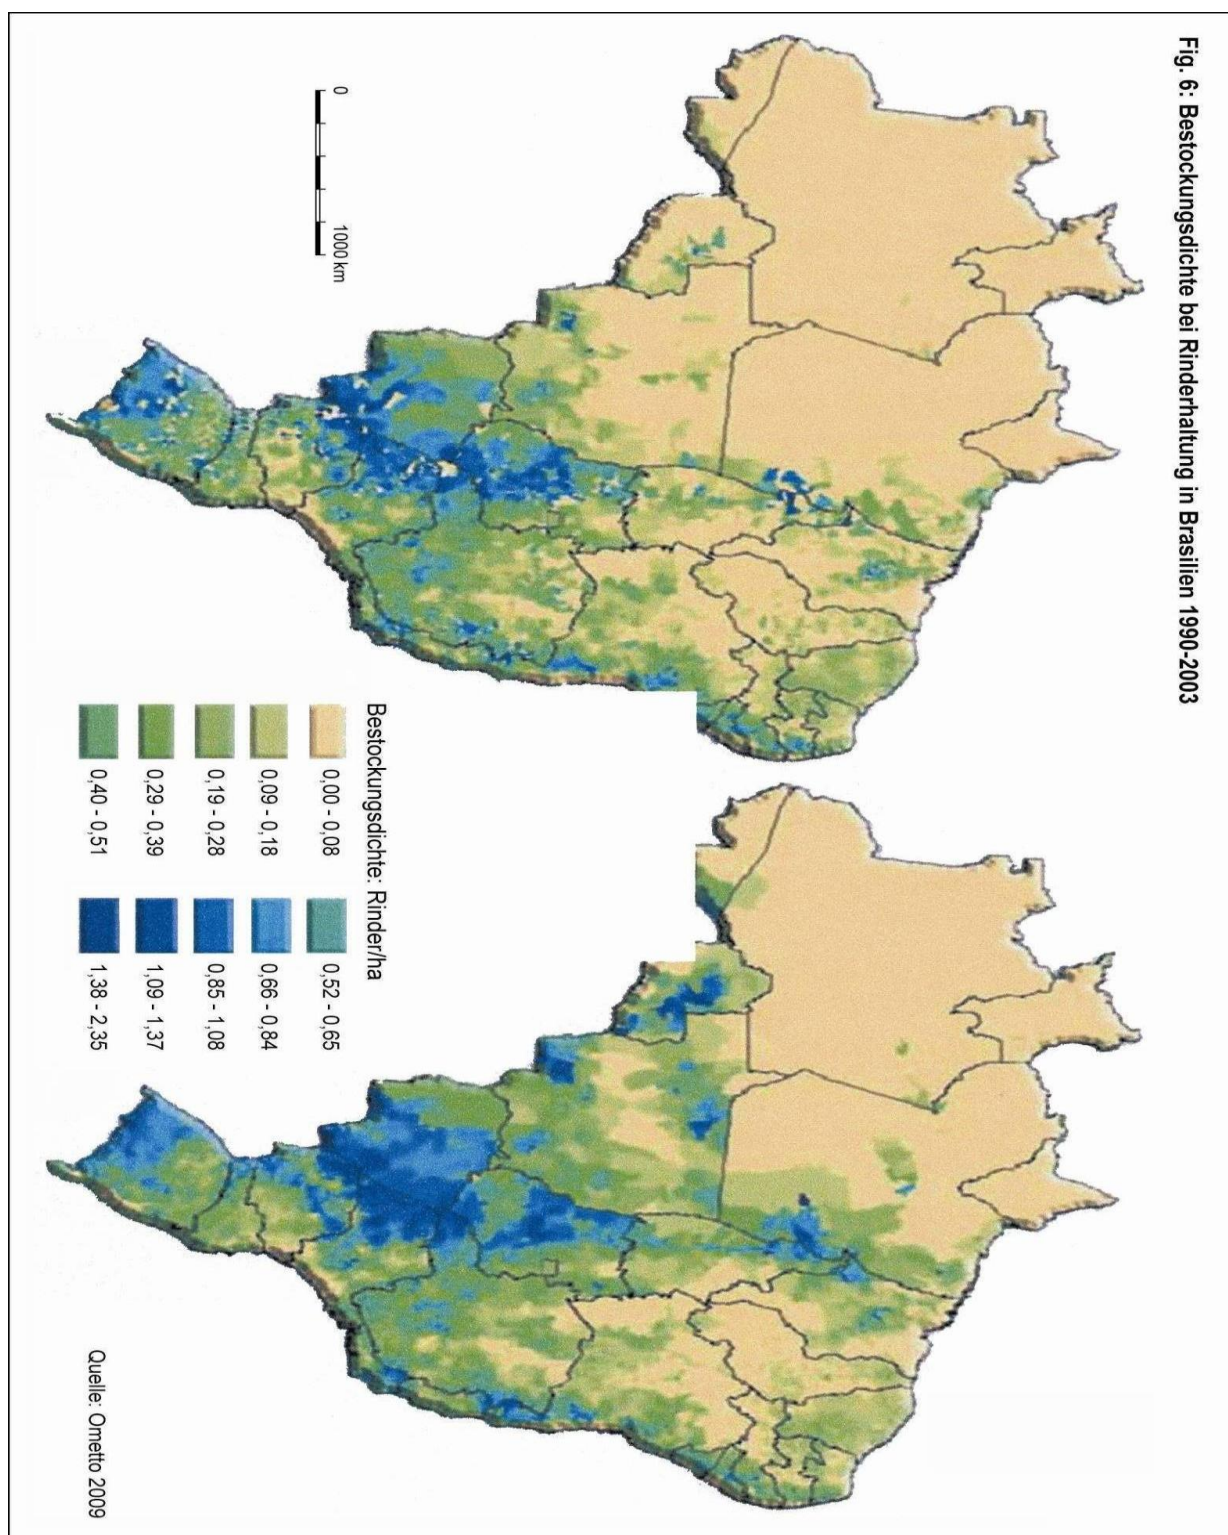 Fig. 6: Bestockungsdichte bei Rinderhaltung in Brasilien 1990-2003
0
1000 km
Bestockungsdichte: Rinder/ha
0,00 - 0,08
0,09 - 0,18
0,19 - 0,28
0,29 - 0,39
0,40 - 0,51
0,52 - 0,65
0,66 - 0,84
0,85 - 1,08
1,09 - 1,37
1,38 - 2,35
Quelle: Ometto 2009